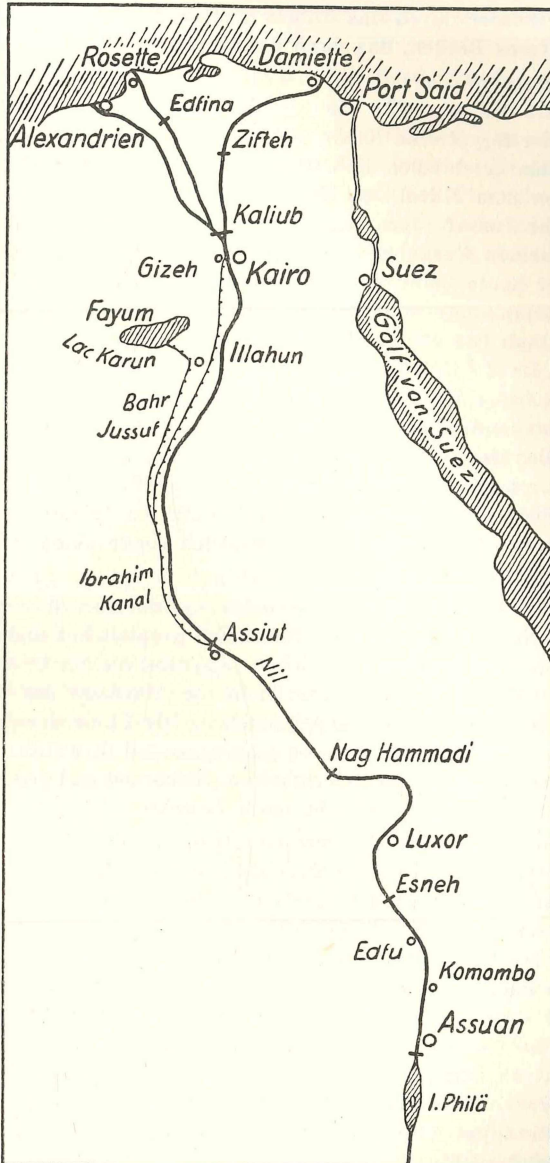 Rosette
Damiette
Port Said
Edfina
Alexandrien
Zifteh
Kaliub
Gizeh
Kairo
Suez
Fayum
Golf von Suez
Lac Karun
Illahun
Bahr
Jussuf
Ibrahim
Kanal
Assiut
Nil
Nag Hammadi
Luxor
Esneh
Edfu
Komombo
Assuan
I. Philä